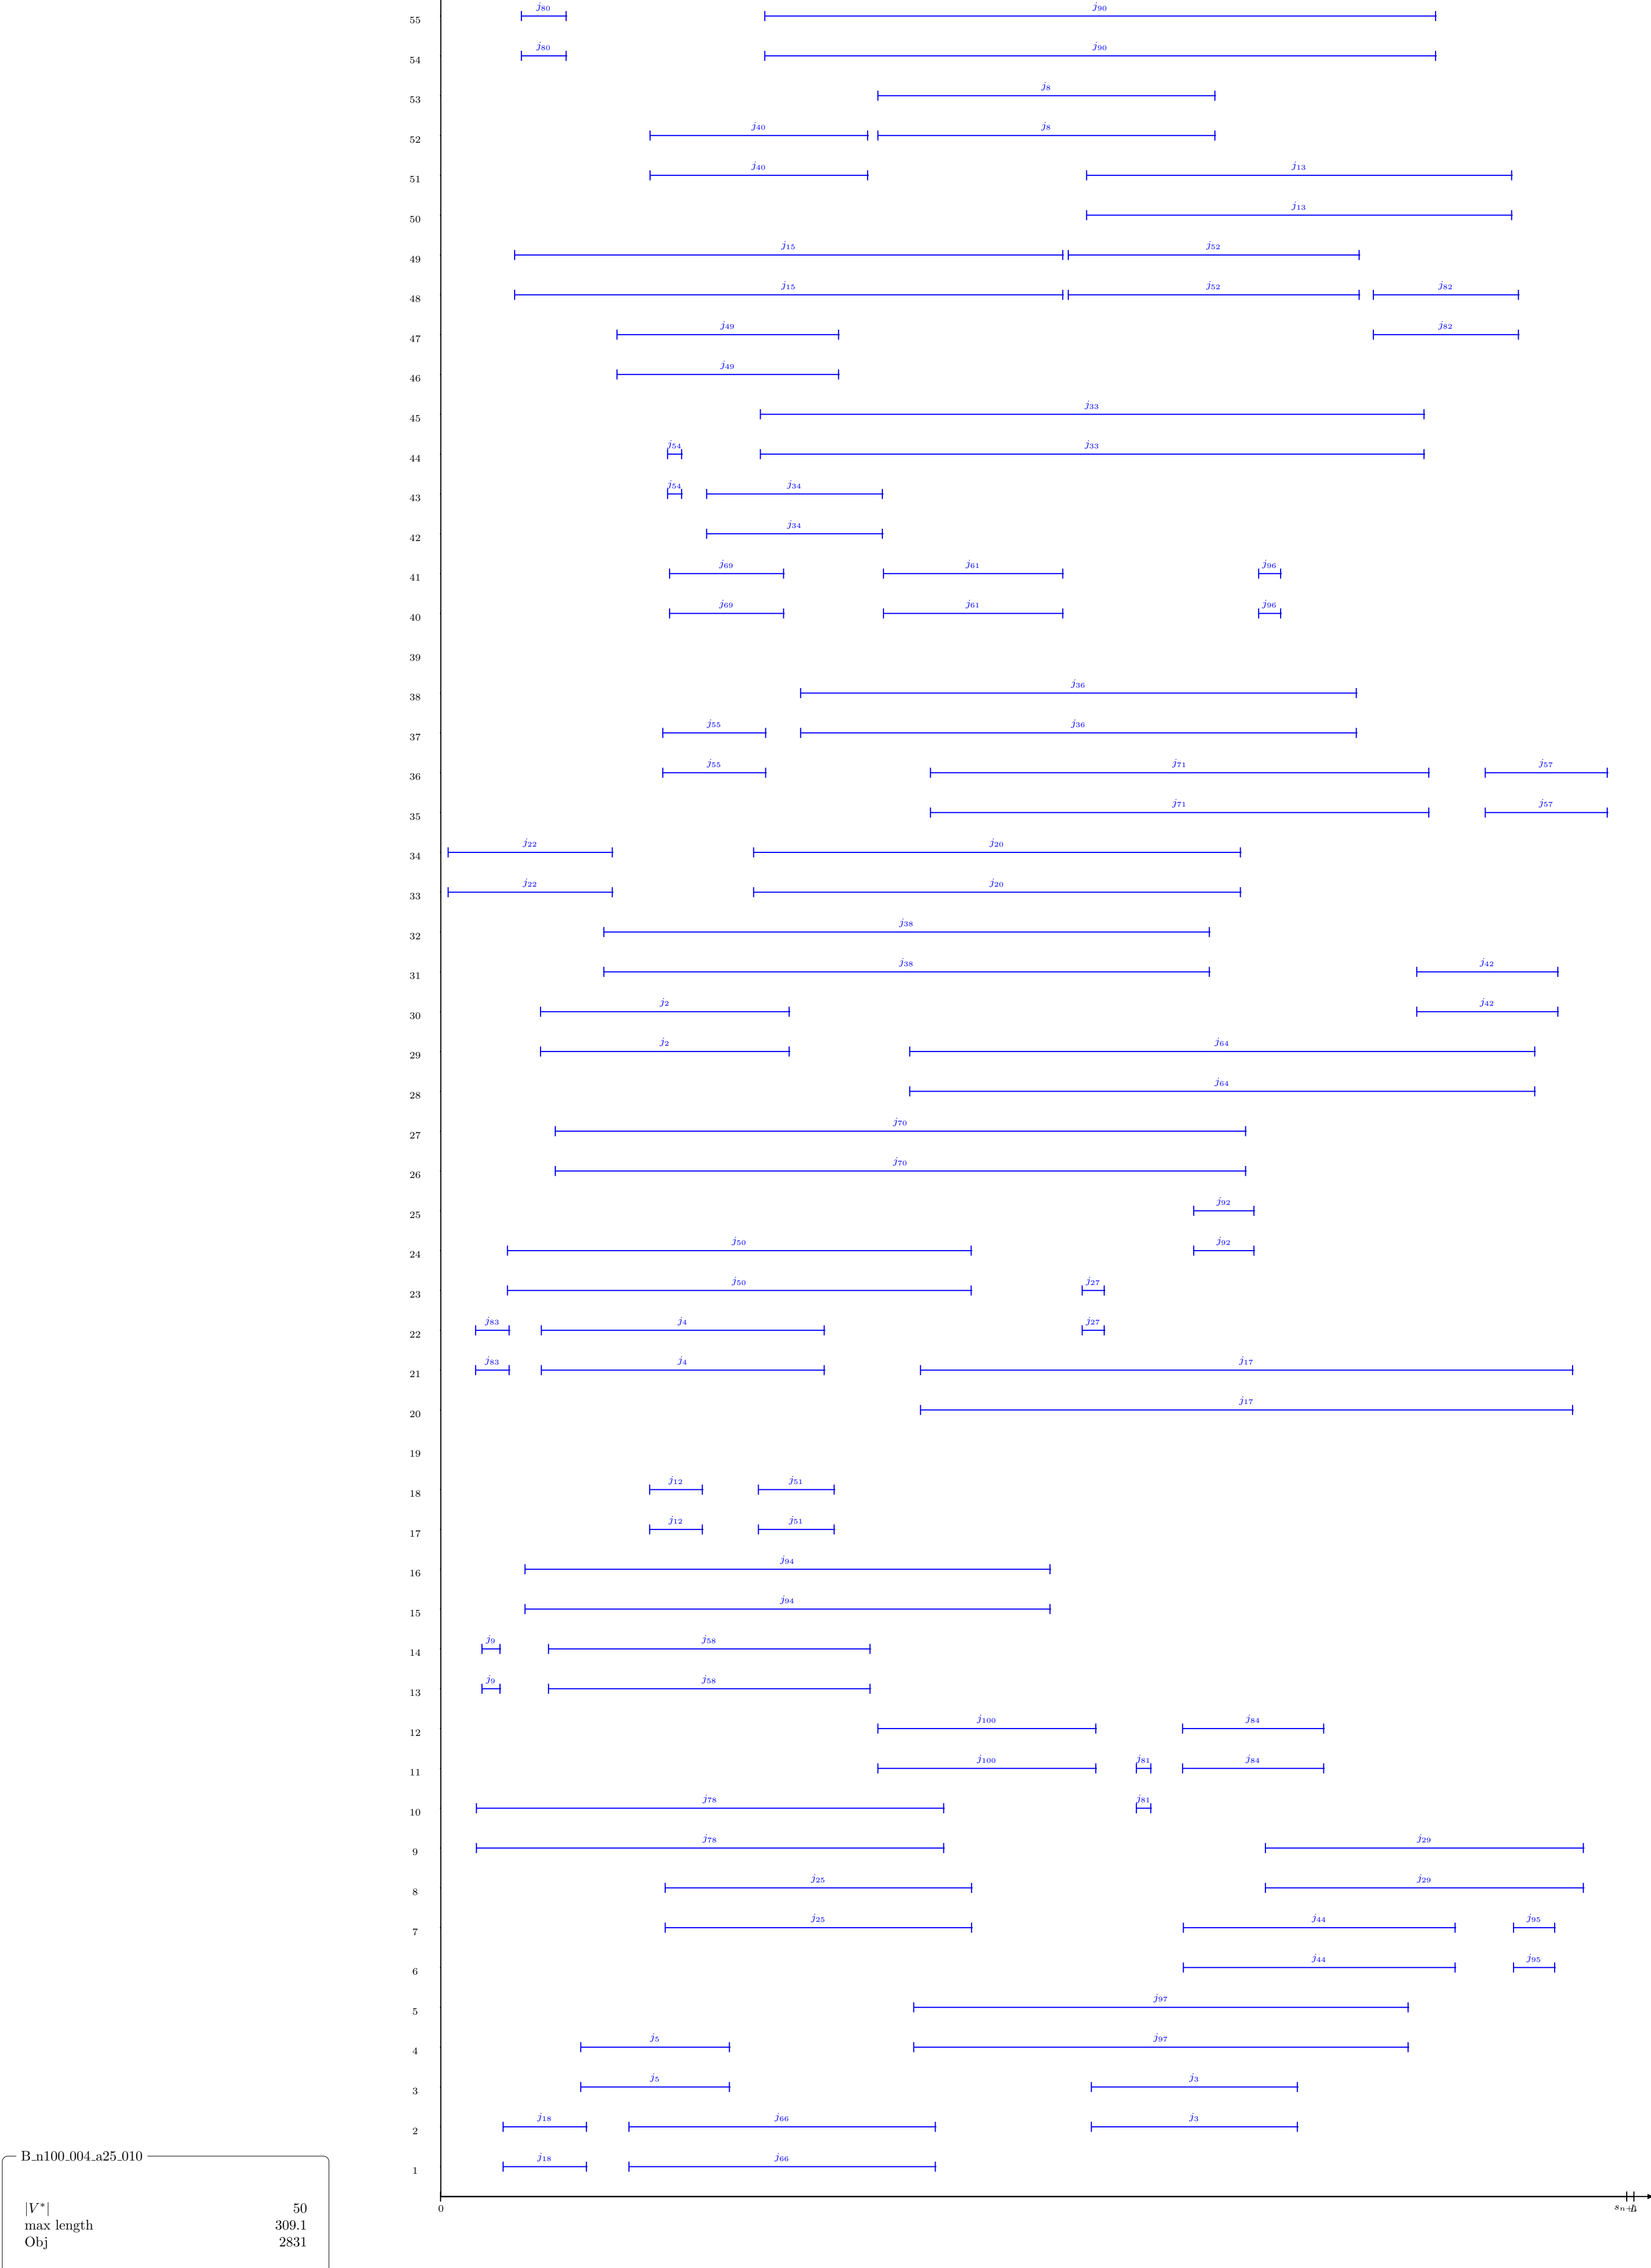 55 j80 j90
54 j80 j90
53 j8
52 j40 j8
51 j40 j13
50 j13
49 j15 j52
48 j15 j52 j82
47 j49 j82
46 j49
45 j33
44 j54 j33
43 j54 j34
42 j34
41 j69 j61 j96
40 j69 j61 j96
39
38 j36
37 j55 j36
36 j55 j71 j57
35 j71 j57
34 j22 j20
33 j22 j20
32 j38
31 j38 j42
30 j2 j42
29 j2 j64
28 j64
27 j70
26 j70
25 j92
24 j50 j92
23 j50 j27
22 j83 j4 j27
21 j83 j4 j17
20 j17
19
18 j12 j51
17 j12 j51
16 j94
15 j94
14 j9 j58
13 j9 j58
12 j100 j84
11 j100 j81 j84
10 j78 j81
9 j78 j29
8 j25 j29
7 j25 j44 j95
6 j44 j95
5 j97
4 j5 j97
3 j5 j3
2 j18 j66 j3
1 j18 j66
0
B_n100_004_a25_010
|V*| 50
max length 309.1
Obj 2831